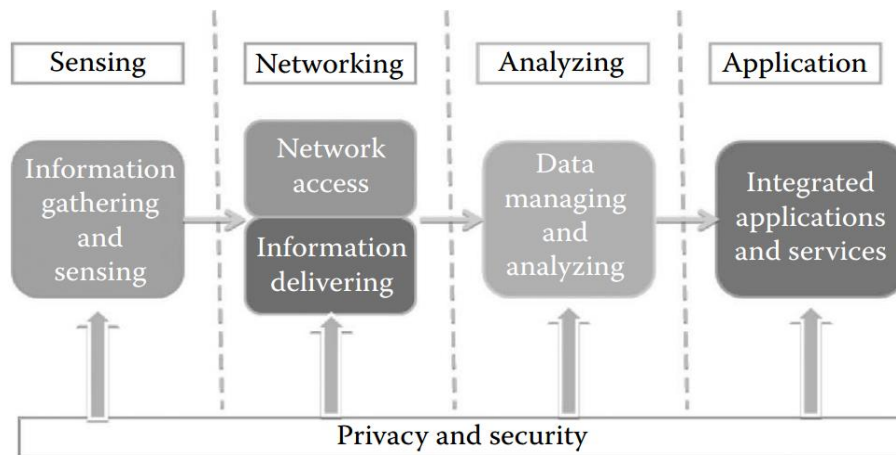 Sensing
Networking
Analyzing
Application
Information
gathering
and
sensing
Network
access
Information
delivering
Data
managing
and
analyzing
Integrated
applications
and services
Privacy and security